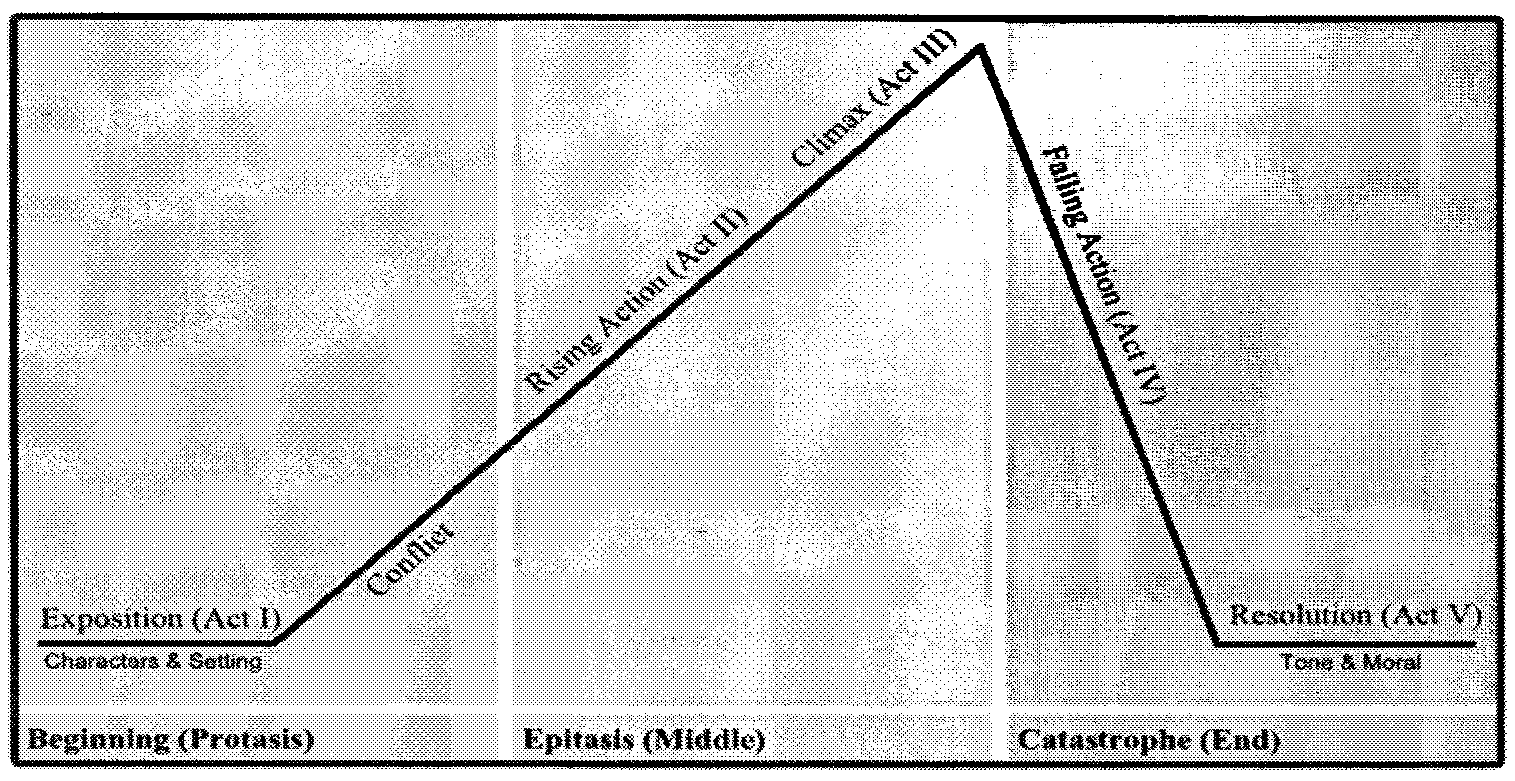 Climax (Act III)
Falling Action (Act IV)
Rising Action (Act II)
Conflict
Exposition (Act I)
Characters & Setting
Resolution (Act V)
Tone & Moral
Beginning (Protasis)
Epitasis (Middle)
Catastrophe (End)